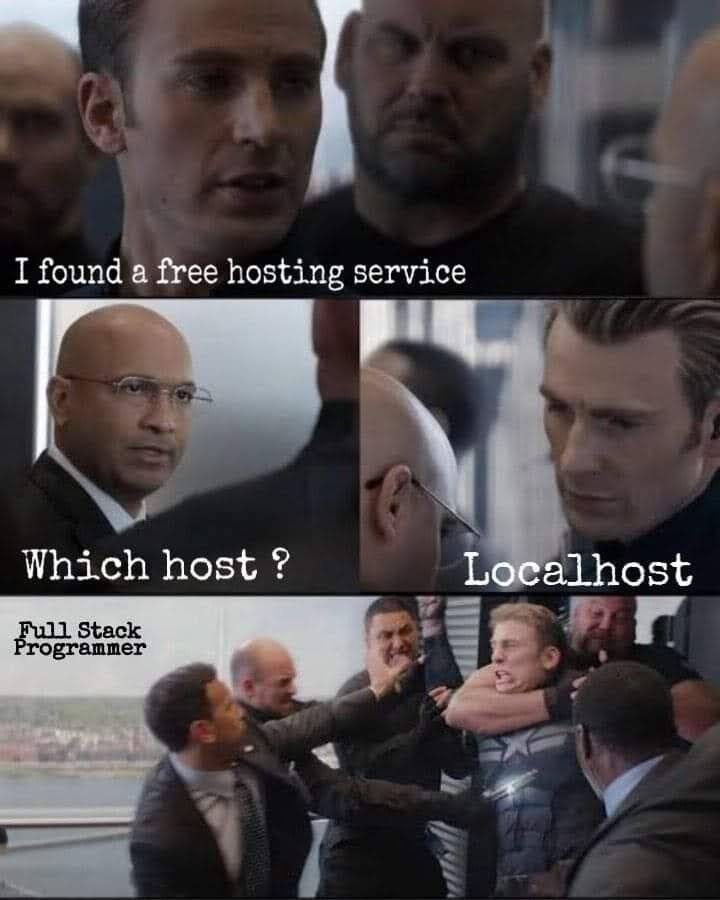 I found a free hosting service
Which host ?
Localhost
Full Stack
Programmer